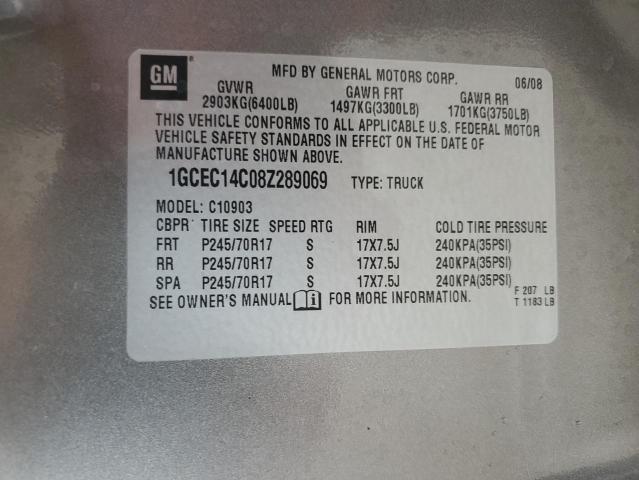 GM
MFD BY GENERAL MOTORS CORP. 06/08
GVWR GAWR FRT GAWR RR
2903KG(6400LB) 1497KG(3300LB) 1701KG(3750LB)
THIS VEHICLE CONFORMS TO ALL APPLICABLE U.S. FEDERAL MOTOR
VEHICLE SAFETY STANDARDS IN EFFECT ON THE DATE OF
MANUFACTURE SHOWN ABOVE.
1GCEC14C08Z289069 TYPE: TRUCK
MODEL: C10903
CBPR TIRE SIZE SPEED RTG RIM COLD TIRE PRESSURE
FRT P245/70R17 S 17X7.5J 240KPA(35PSI)
RR P245/70R17 S 17X7.5J 240KPA(35PSI)
SPA P245/70R17 S 17X7.5J 240KPA(35PSI)
SEE OWNER'S MANUAL i FOR MORE INFORMATION.
F 207 LB
T 1183 LB